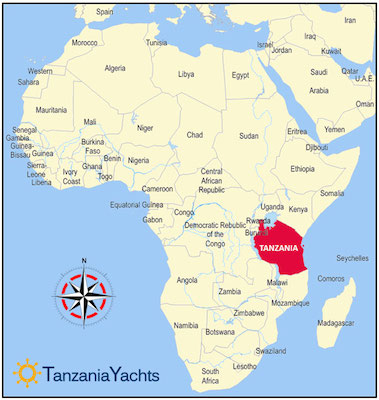 Spain
Turkey
Iran
Morocco
Tunisia
Iraq
Israel
Jordan
Kuwait
Algeria
Libya
Egypt
Western
Sahara
Saudi
Arabia
Qatar
U.A.E.
Oman
Mauritania
Mali
Niger
Chad
Sudan
Eritrea
Yemen
Senegal
Gambia
Guinea-
Bissau
Guinea
Burkina
Faso
Djibouti
Sierra-
Leone
Liberia
Ivory
Coast
Ghana
Togo
Benin
Nigeria
Ethiopia
Central
African
Republic
Cameroon
Somalia
Equatorial Guinea
Gabon
Congo
Uganda
Kenya
Rwanda
Burundi
Democratic Republic
of the
Congo
TANZANIA
Seychelles
N
Angola
Zambia
Malawi
Comoros
Mozambique
Zimbabwe
Madagascar
Namibia
Botswana
Swaziland
Lesotho
South
Africa
TanzaniaYachts